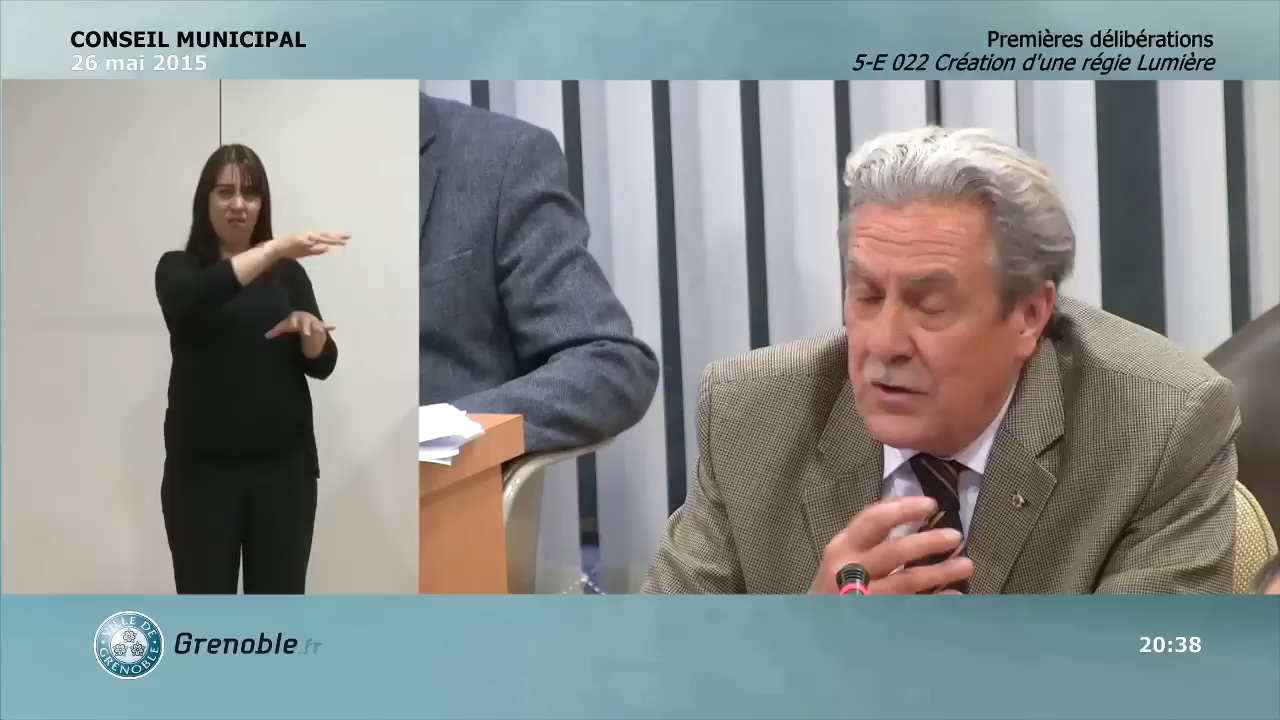 CONSEIL MUNICIPAL
26 mai 2015
Premières délibérations
5-E 022 Création d'une régie Lumière
VILLE DE
GRENOBLE
Grenoble.fr
20:38